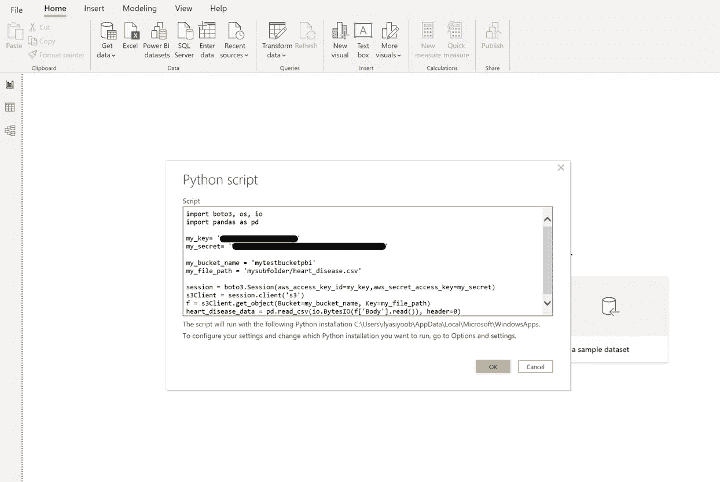 File Home Insert Modeling View Help
Paste
Cut
Copy
Format painter
Clipboard
Get data
Excel
Power BI datasets
SQL Server
Enter data
Recent sources
Data
Transform data
Refresh
Queries
New visual
Text box
More visuals
Insert
New measure
Quick measure
Calculations
Publish
Share
Python script
Script
import boto3, os, io
import pandas as pd
my_key= '
my_secret= '
my_bucket_name = 'mytestbucketpbi'
my_file_path = 'mysubfolder/heart_disease.csv'
session = boto3.Session(aws_access_key_id=my_key,aws_secret_access_key=my_secret)
s3Client = session.client('s3')
f = s3Client.get_object(Bucket=my_bucket_name, Key=my_file_path)
heart_disease_data = pd.read_csv(io.BytesIO(f['Body'].read()), header=0)
The script will run with the following Python installation C:\Users\lyasiyoob\AppData\Local\Microsoft\WindowsApps.
To configure your settings and change which Python installation you want to run, go to Options and settings.
OK
Cancel
a sample dataset